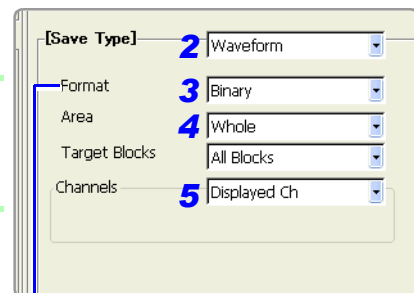 [Save Type] 2 Waveform
Format 3 Binary
Area 4 Whole
Target Blocks All Blocks
Channels 5 Displayed Ch